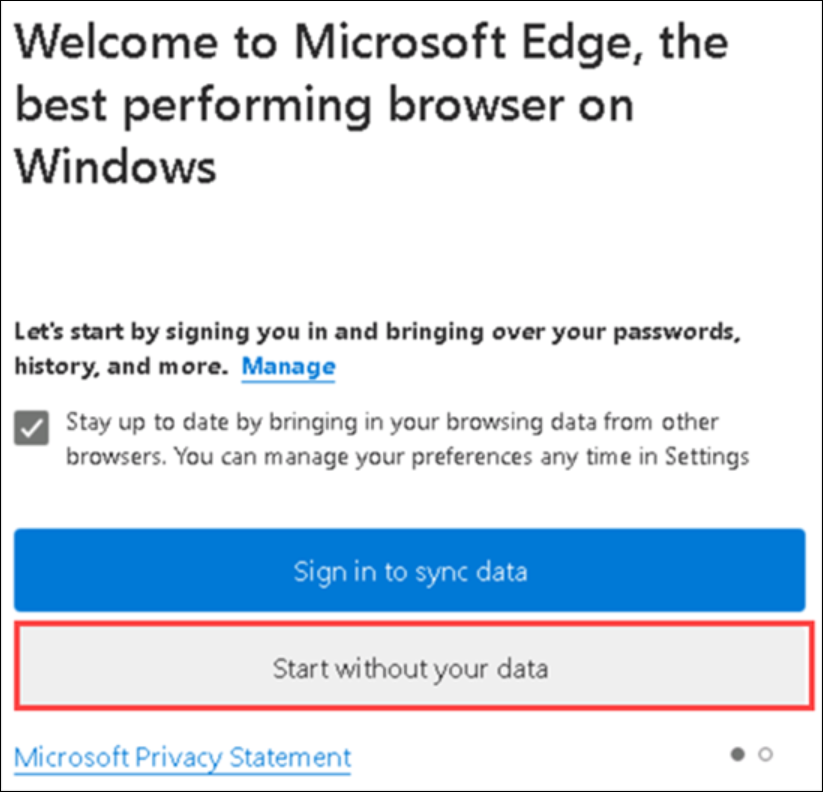 Welcome to Microsoft Edge, the
best performing browser on
Windows
Let's start by signing you in and bringing over your passwords,
history, and more. Manage
Stay up to date by bringing in your browsing data from other
browsers. You can manage your preferences any time in Settings
Sign in to sync data
Start without your data
Microsoft Privacy Statement